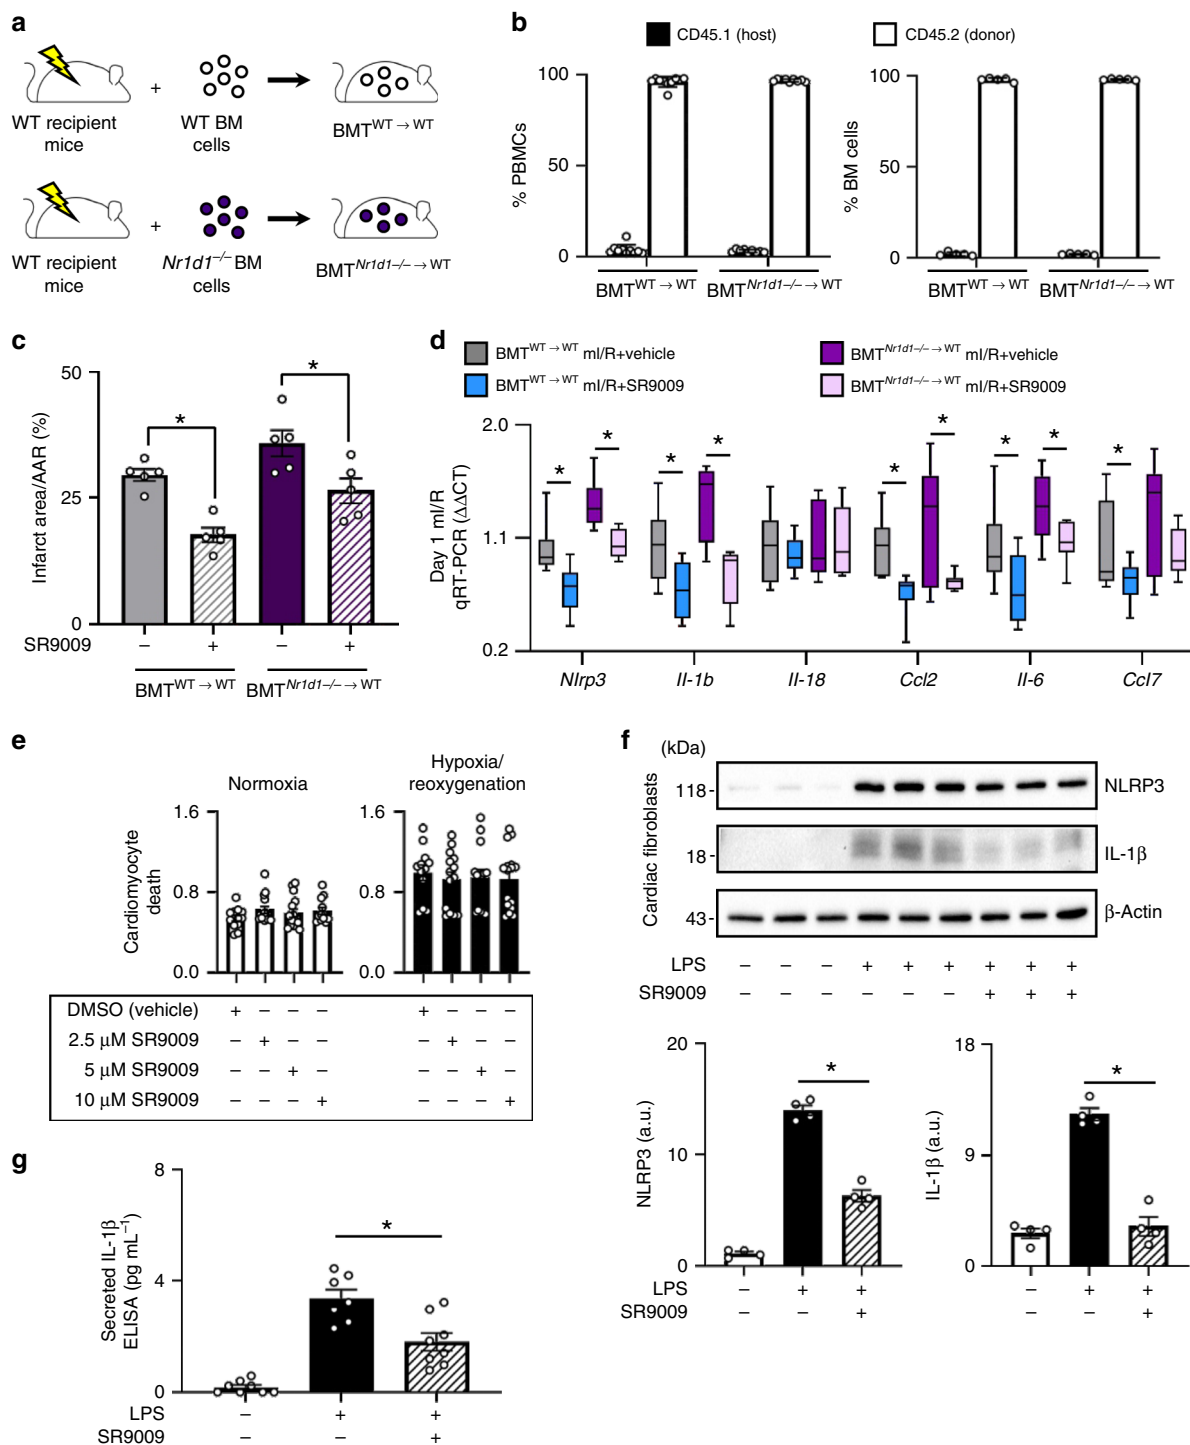 a
WT recipient mice
+
WT BM cells
BMT^WT → WT
WT recipient mice
+
Nr1d1–/– BM cells
BMT^Nr1d1–/– → WT
b
CD45.1 (host)
CD45.2 (donor)
% PBMCs
100
50
0
BMT^WT → WT
BMT^Nr1d1–/– → WT
% BM cells
100
50
0
BMT^WT → WT
BMT^Nr1d1–/– → WT
c
Infarct area/AAR (%)
50
25
0
*
*
SR9009 – + – +
BMT^WT → WT
BMT^Nr1d1–/– → WT
d
BMT^WT → WT mI/R+vehicle
BMT^WT → WT mI/R+SR9009
BMT^Nr1d1–/– → WT mI/R+vehicle
BMT^Nr1d1–/– → WT mI/R+SR9009
Day 1 mI/R
qRT-PCR (ΔΔCT)
2.0
1.1
0.2
* * * * * * * * *
Nlrp3 Il-1b Il-18 Ccl2 Il-6 Ccl7
e
Normoxia
Hypoxia/
reoxygenation
Cardiomyocyte
death
1.6
0.8
0.0
1.6
0.8
0.0
DMSO (vehicle) + – – – + – – –
2.5 μM SR9009 – + – – – + – –
5 μM SR9009 – – + – – – + –
10 μM SR9009 – – – + – – – +
f
(kDa)
Cardiac fibroblasts
118- NLRP3
18- IL-1β
43- β-Actin
LPS – – – + + + + + +
SR9009 – – – – – – + + +
NLRP3 (a.u.)
20
10
0
*
LPS – + +
SR9009 – – +
IL-1β (a.u.)
18
9
0
*
– + +
– – +
g
Secreted IL-1β
ELISA (pg mL–1)
8
4
0
*
LPS – + +
SR9009 – – +